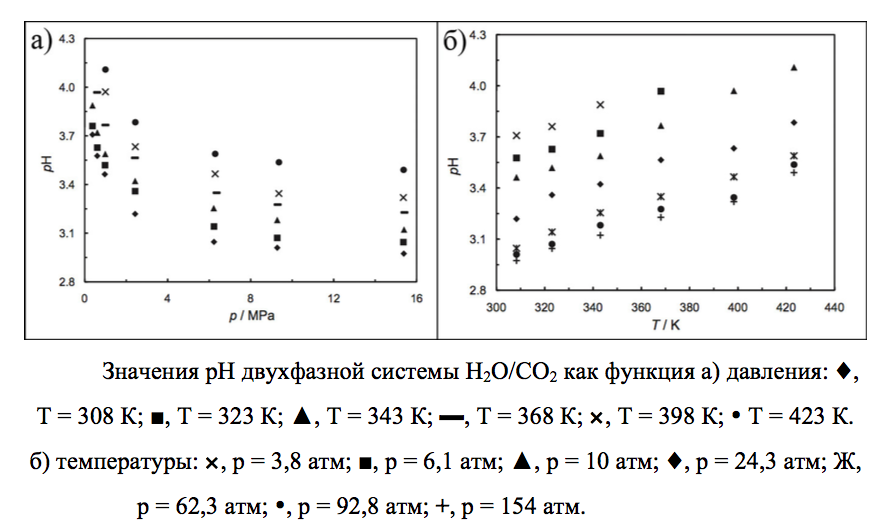 а)
4.3
4.0
3.7
3.4
3.1
2.8
pH
0 4 8 12 16
p / MPa
б)
4.3
4.0
3.7
3.4
3.1
2.8
pH
300 320 340 360 380 400 420 440
T / K
Значения pH двухфазной системы H₂O/CO₂ как функция а) давления: ♦,
T = 308 К; ■, T = 323 К; ▲, T = 343 К; ━, T = 368 К; ×, T = 398 К; • T = 423 К.
б) температуры: ×, p = 3,8 атм; ■, p = 6,1 атм; ▲, p = 10 атм; ♦, p = 24,3 атм; Ж,
p = 62,3 атм; •, p = 92,8 атм; +, p = 154 атм.